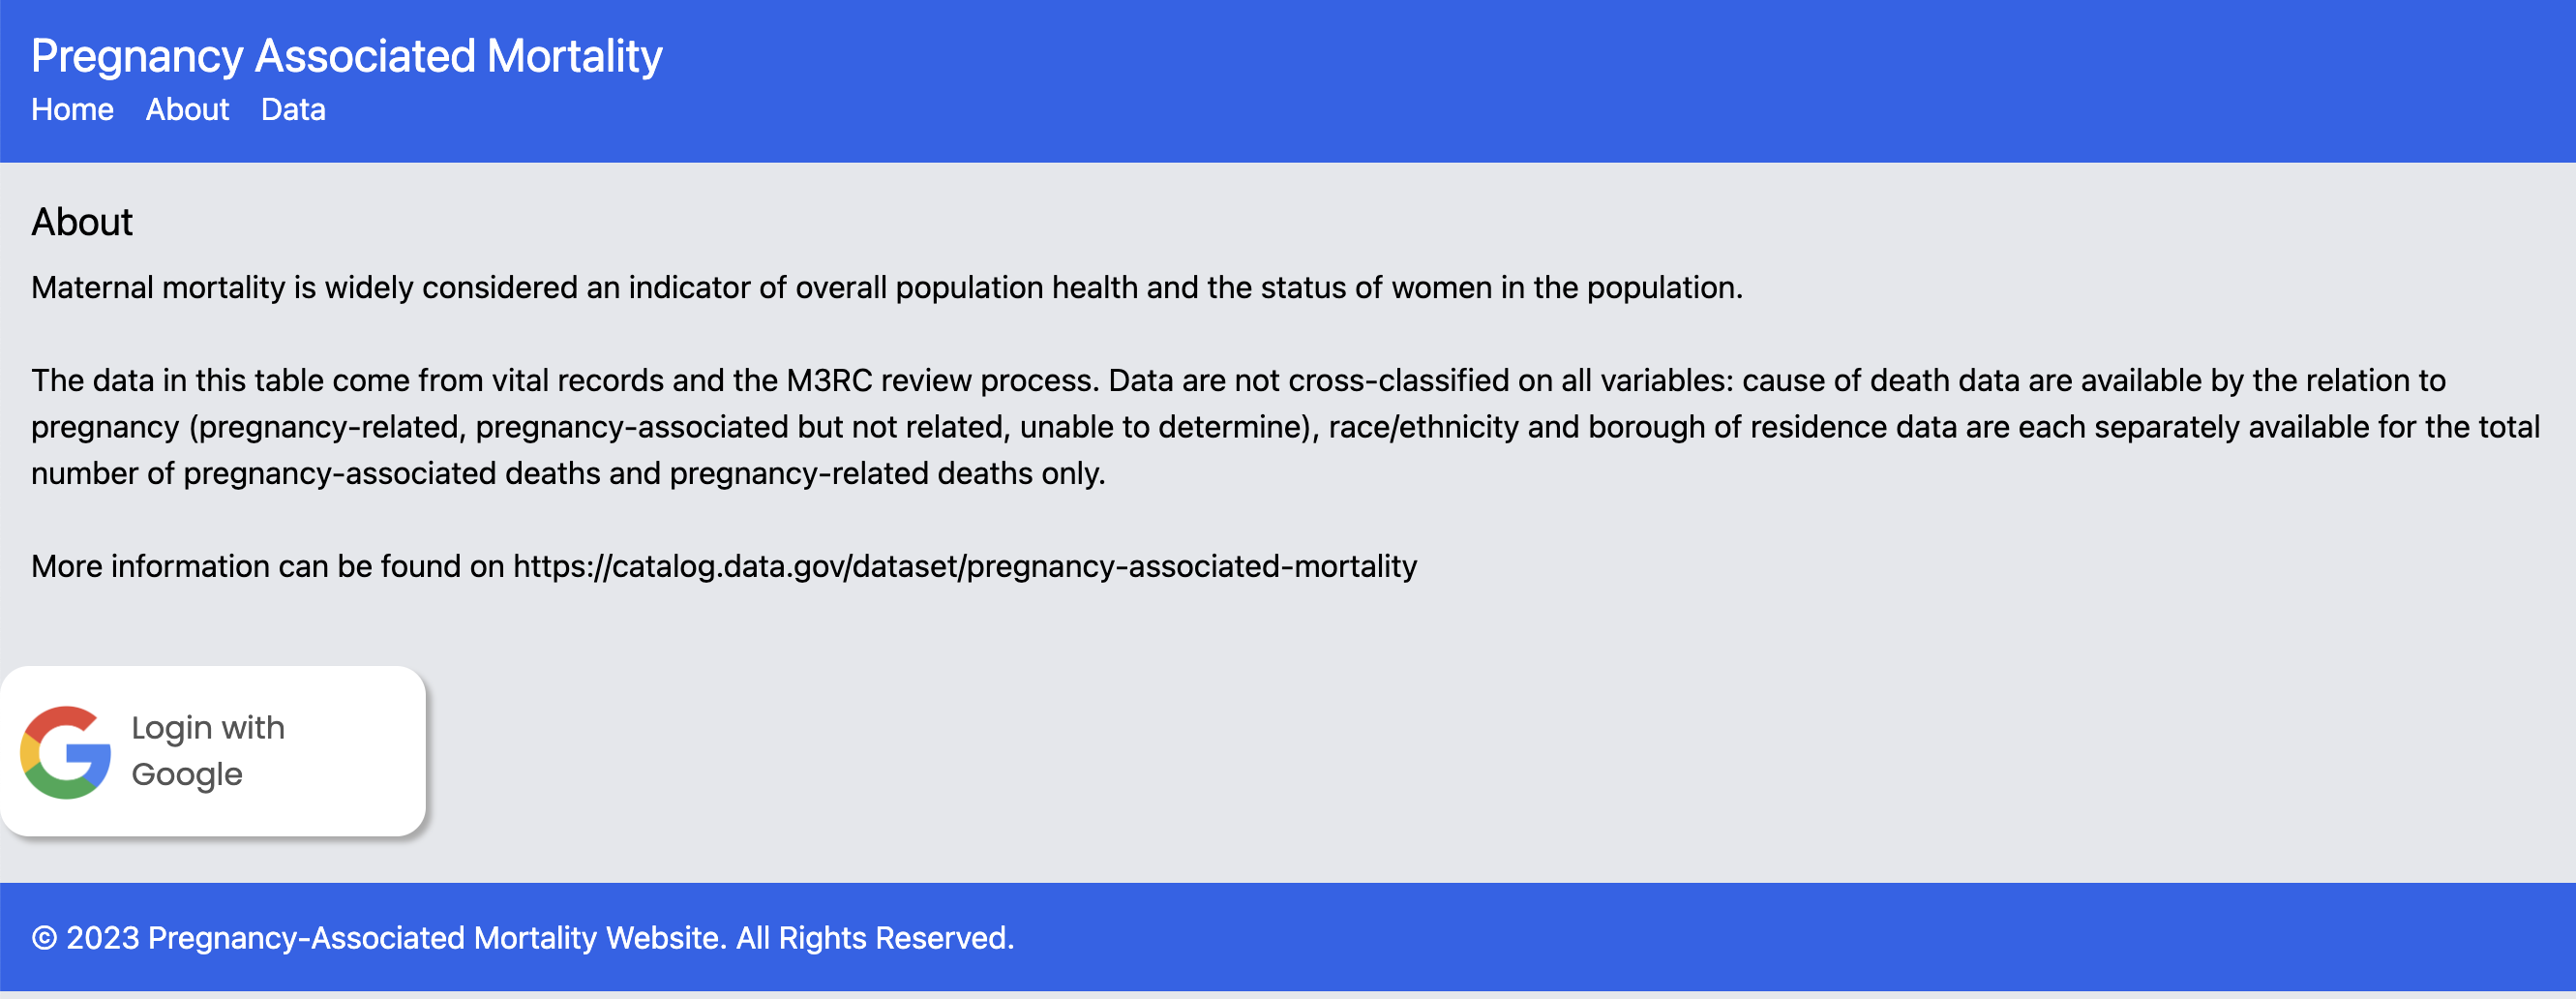 Pregnancy Associated Mortality
Home About Data
About
Maternal mortality is widely considered an indicator of overall population health and the status of women in the population.
The data in this table come from vital records and the M3RC review process. Data are not cross-classified on all variables: cause of death data are available by the relation to
pregnancy (pregnancy-related, pregnancy-associated but not related, unable to determine), race/ethnicity and borough of residence data are each separately available for the total
number of pregnancy-associated deaths and pregnancy-related deaths only.
More information can be found on https://catalog.data.gov/dataset/pregnancy-associated-mortality
Login with
Google
© 2023 Pregnancy-Associated Mortality Website. All Rights Reserved.